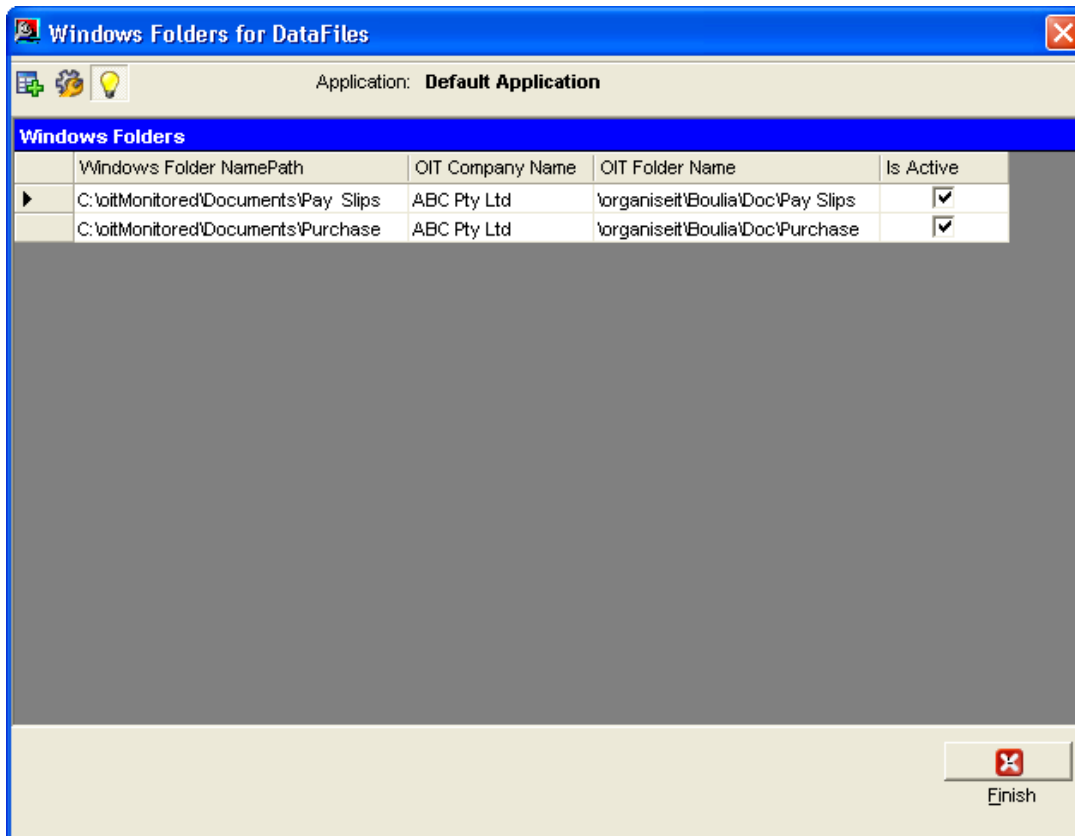 Windows Folders for DataFiles
Application: Default Application
Windows Folders
Windows Folder NamePath OIT Company Name OIT Folder Name Is Active
C:\oitMonitored\Documents\Pay  Slips ABC Pty Ltd \organiseit\Boulia\Doc\Pay Slips
C:\oitMonitored\Documents\Purchase ABC Pty Ltd \organiseit\Boulia\Doc\Purchase
Finish